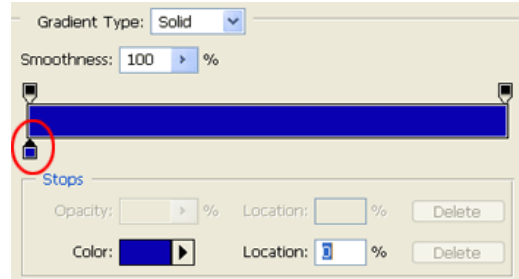 Gradient Type: Solid
Smoothness: 100 %
Stops
Opacity: % Location: % Delete
Color: Location: 0 % Delete